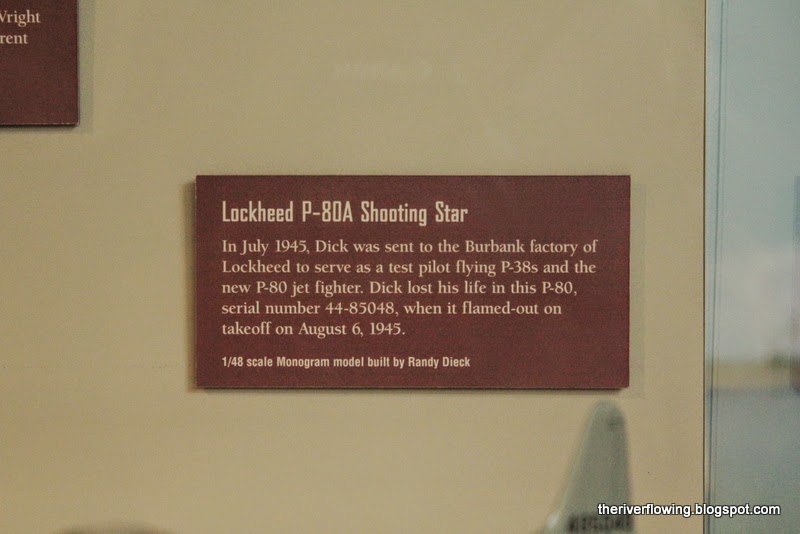 Wright
rent
Lockheed P-80A Shooting Star
In July 1945, Dick was sent to the Burbank factory of
Lockheed to serve as a test pilot flying P-38s and the
new P-80 jet fighter. Dick lost his life in this P-80,
serial number 44-85048, when it flamed-out on
takeoff on August 6, 1945.
1/48 scale Monogram model built by Randy Dieck
theriverflowing.blogspot.com